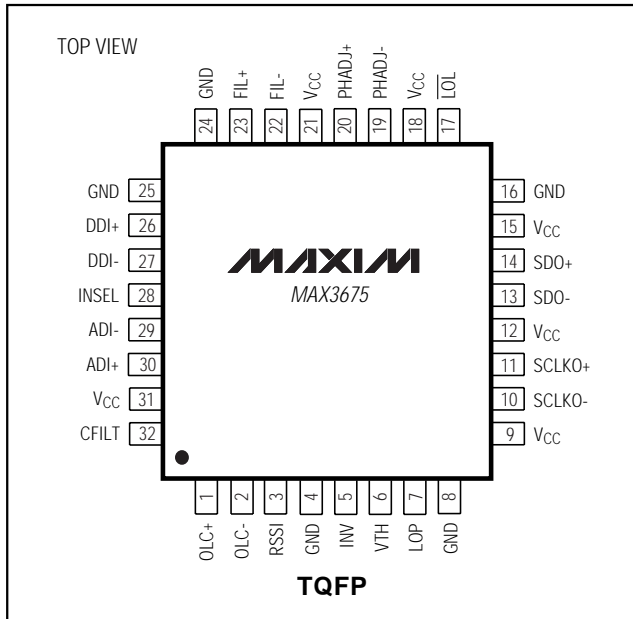 TOP VIEW
GND
FIL+
FIL-
VCC
PHADJ+
PHADJ-
VCC
LOL
24
23
22
21
20
19
18
17
GND 25
DDI+ 26
DDI- 27
INSEL 28
ADI- 29
ADI+ 30
VCC 31
CFILT 32
MAXIM
MAX3675
16 GND
15 VCC
14 SDO+
13 SDO-
12 VCC
11 SCLKO+
10 SCLKO-
9 VCC
1
2
3
4
5
6
7
8
OLC+
OLC-
RSSI
GND
INV
VTH
LOP
GND
TQFP